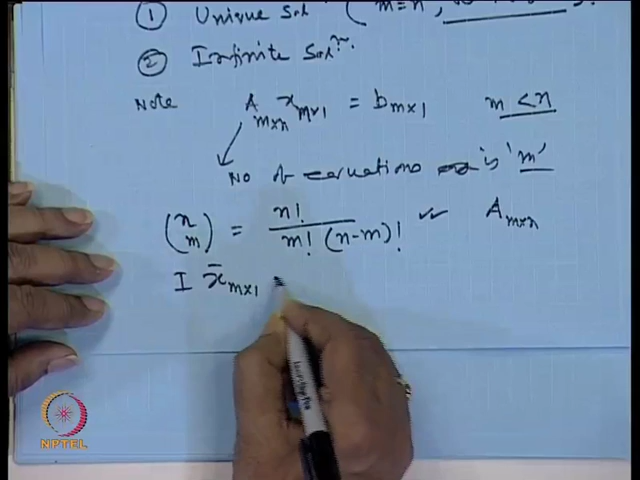 ① Unique Sol (m=n,
② Infinite Sol^n.
Note A_{m×n} x_{m×1} = b_{m×1} m < n
No of equations is 'm'
(n m) = n! / m! (n-m)! ✓✓ A_{m×n}
I x̄_{m×1}
NPTEL